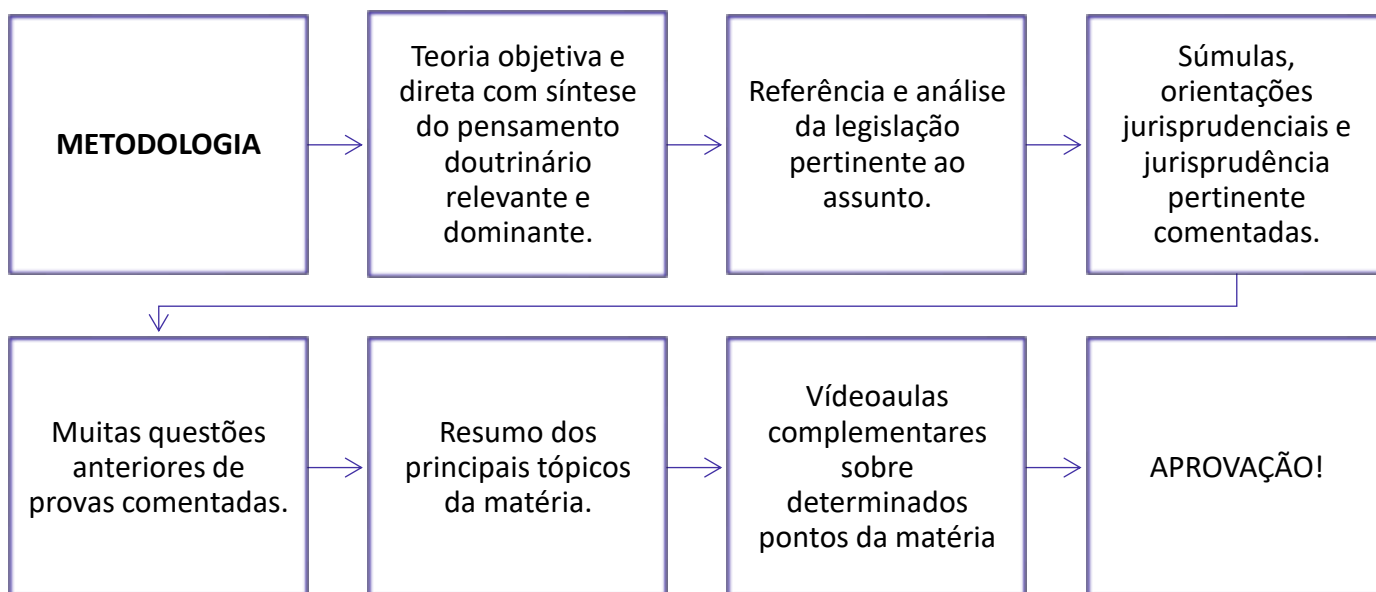 METODOLOGIA
Teoria objetiva e
direta com síntese
do pensamento
doutrinário
relevante e
dominante.
Referência e análise
da legislação
pertinente ao
assunto.
Súmulas,
orientações
jurisprudenciais e
jurisprudência
pertinente
comentadas.
Muitas questões
anteriores de
provas comentadas.
Resumo dos
principais tópicos
da matéria.
Vídeoaulas
complementares
sobre
determinados
pontos da matéria
APROVAÇÃO!